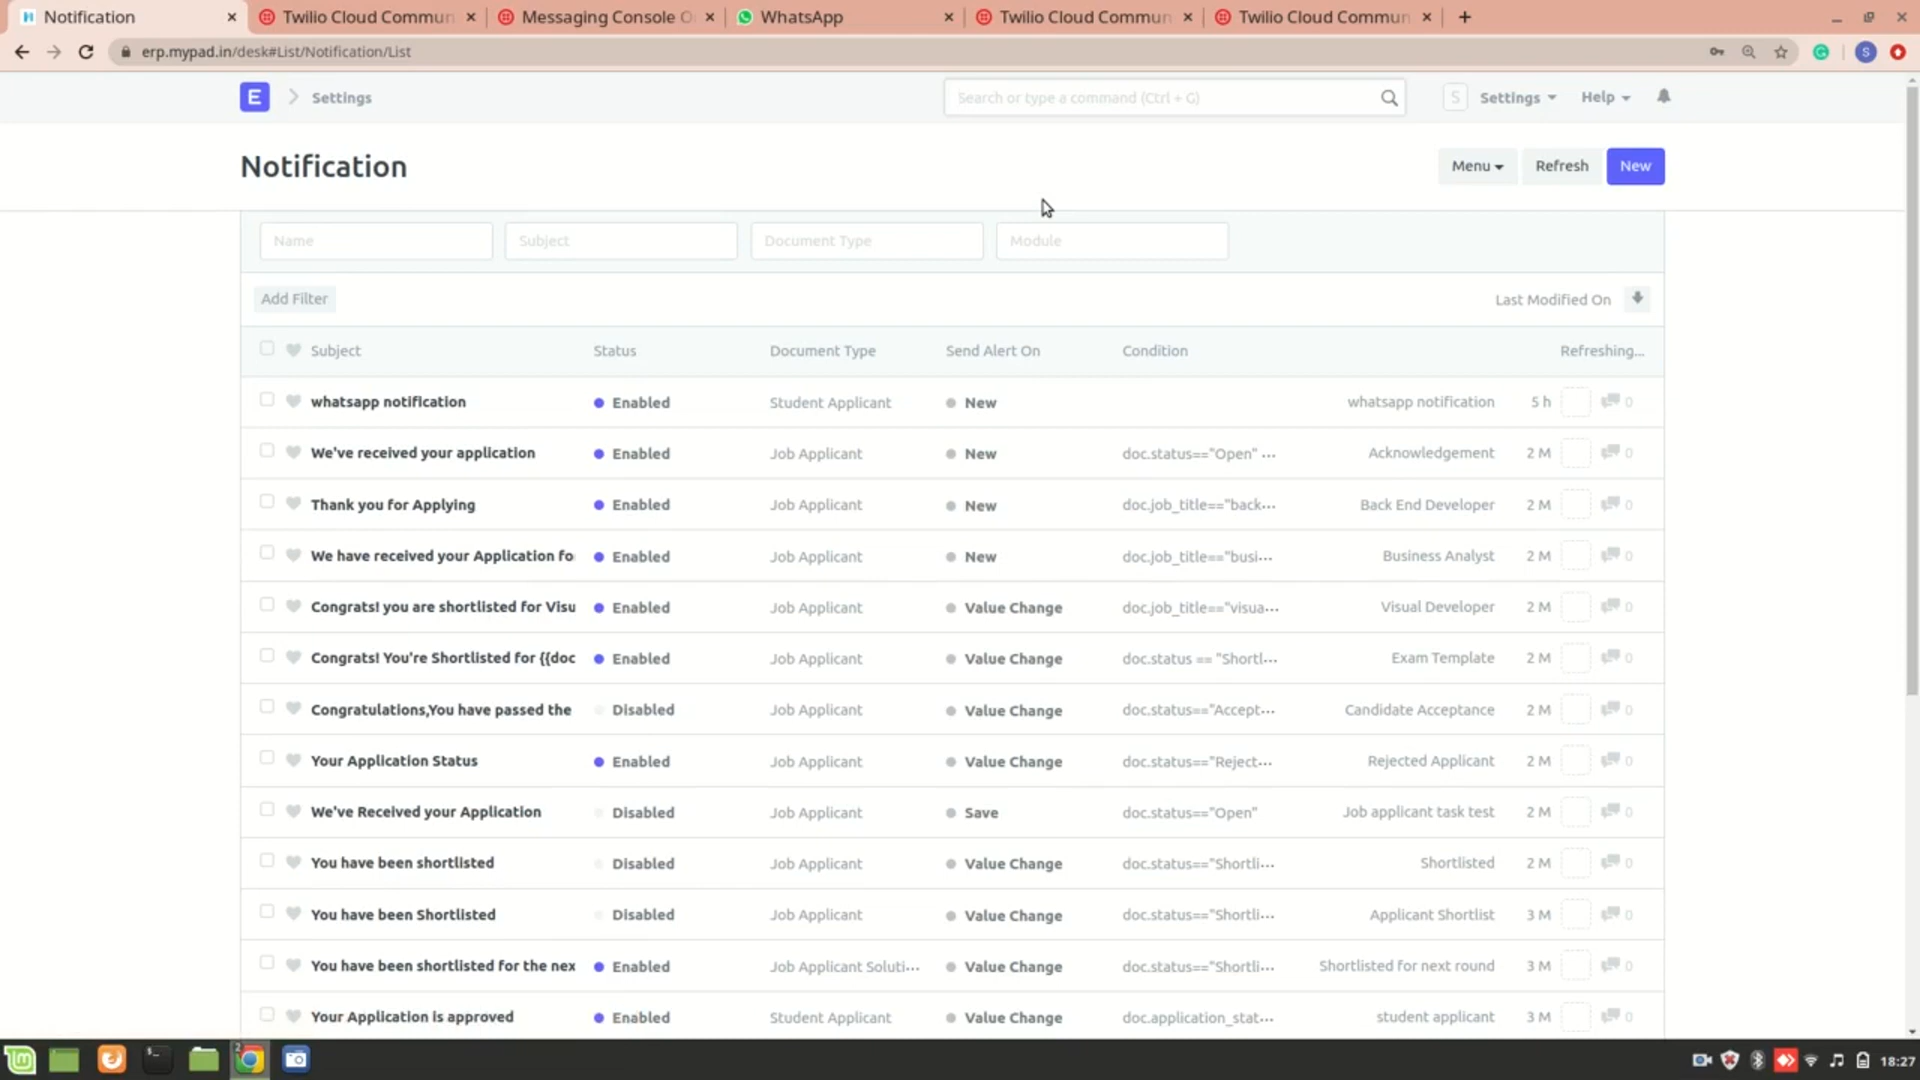 Notification
Twilio Cloud Commun
Messaging Console O
WhatsApp
Twilio Cloud Commun
Twilio Cloud Commun
erp.mypad.in/desk#List/Notification/List
S
E
Settings
Search or type a command (Ctrl + G)
S
Settings
Help
Notification
Menu
Refresh
New
Name
Subject
Document Type
Module
Add Filter
Last Modified On
Subject Status Document Type Send Alert On Condition Refreshing...
whatsapp notification Enabled Student Applicant New whatsapp notification 5 h 0
We've received your application Enabled Job Applicant New doc.status=="Open" ... Acknowledgement 2 M 0
Thank you for Applying Enabled Job Applicant New doc.job_title=="back... Back End Developer 2 M 0
We have received your Application fo Enabled Job Applicant New doc.job_title=="busi... Business Analyst 2 M 0
Congrats! you are shortlisted for Visu Enabled Job Applicant Value Change doc.job_title=="visua... Visual Developer 2 M 0
Congrats! You're Shortlisted for {{doc Enabled Job Applicant Value Change doc.status == "Shortl... Exam Template 2 M 0
Congratulations,You have passed the Disabled Job Applicant Value Change doc.status=="Accept... Candidate Acceptance 2 M 0
Your Application Status Enabled Job Applicant Value Change doc.status=="Reject... Rejected Applicant 2 M 0
We've Received your Application Disabled Job Applicant Save doc.status=="Open" Job applicant task test 2 M 0
You have been shortlisted Disabled Job Applicant Value Change doc.status=="Shortli... Shortlisted 2 M 0
You have been Shortlisted Disabled Job Applicant Value Change doc.status=="Shortli... Applicant Shortlist 3 M 0
You have been shortlisted for the nex Enabled Job Applicant Soluti... Value Change doc.status=="Shortli... Shortlisted for next round 3 M 0
Your Application is approved Enabled Student Applicant Value Change doc.application_stat... student applicant 3 M 0
2
18:27